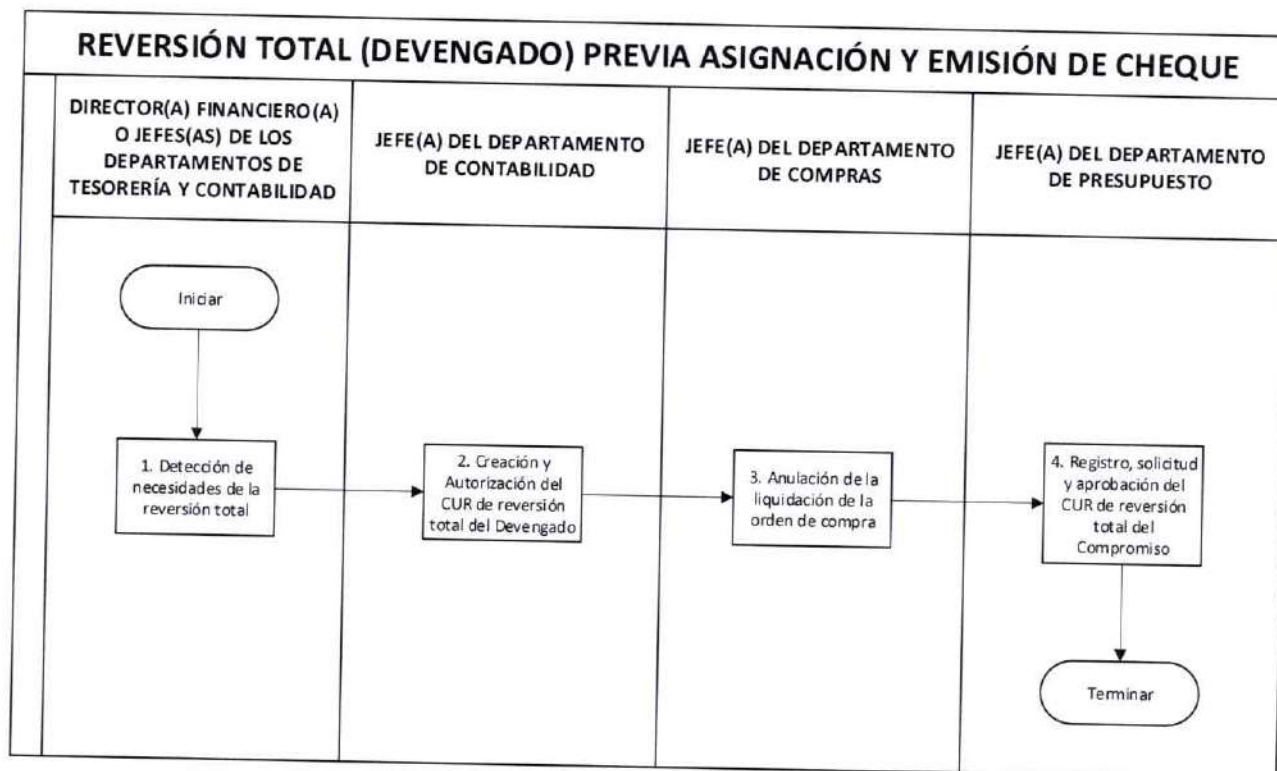 REVERSIÓN TOTAL (DEVENGADO) PREVIA ASIGNACIÓN Y EMISIÓN DE CHEQUE
DIRECTOR(A) FINANCIERO(A)
O JEFES(AS) DE LOS
DEPARTAMENTOS DE
TESORERÍA Y CONTABILIDAD
JEFE(A) DEL DEPARTAMENTO
DE CONTABILIDAD
JEFE(A) DEL DEPARTAMENTO
DE COMPRAS
JEFE(A) DEL DEPARTAMENTO
DE PRESUPUESTO
Iniciar
1. Detección de
necesidades de la
reversión total
2. Creación y
Autorización del
CUR de reversión
total del Devengado
3. Anulación de la
liquidación de la
orden de compra
4. Registro, solicitud
y aprobación del
CUR de reversión
total del
Compromiso
Terminar